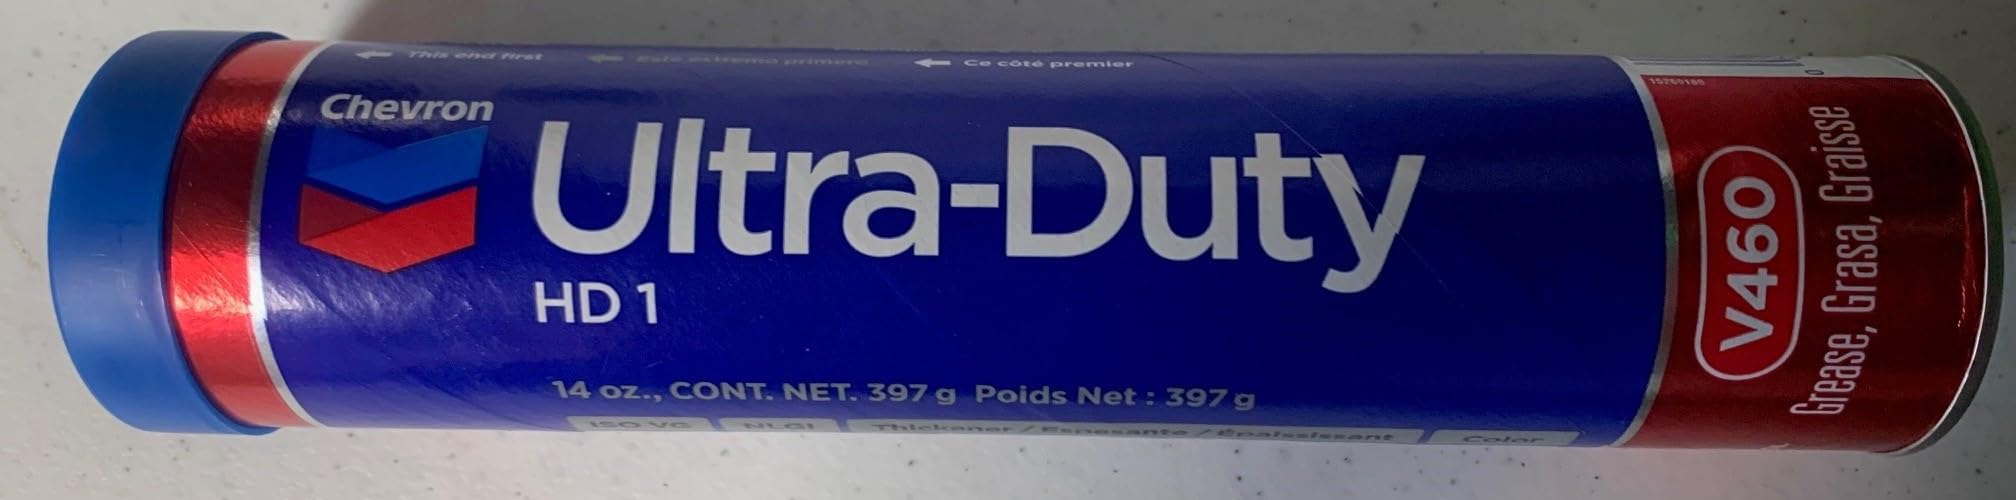 ← This end first ← Este extremo primero ← Ce côté premier
Chevron
Ultra-Duty
HD 1
14 oz., CONT. NET. 397 g Poids Net : 397 g
ISO VG NLGI Thickener / Espesante / Épaississant Color
V460
Grease, Grasa, Graisse